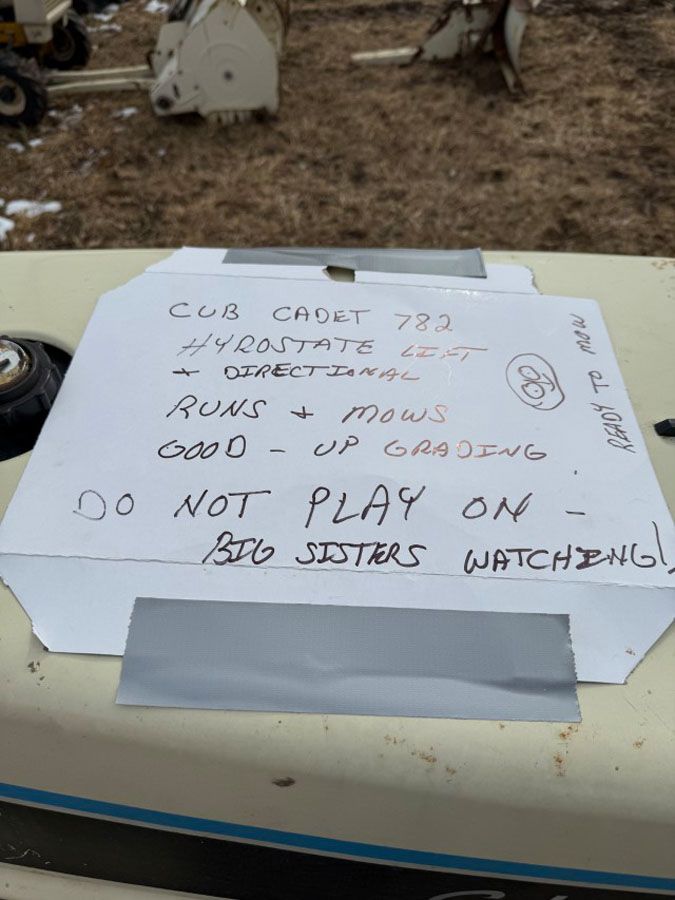 CUB CADET 782
HYROSTATE LIFT
+ DIRECTIONAL
RUNS + MOWS
GOOD - UP GRADING
DO NOT PLAY ON -
BIG SISTERS WATCHING!
READY TO MOW